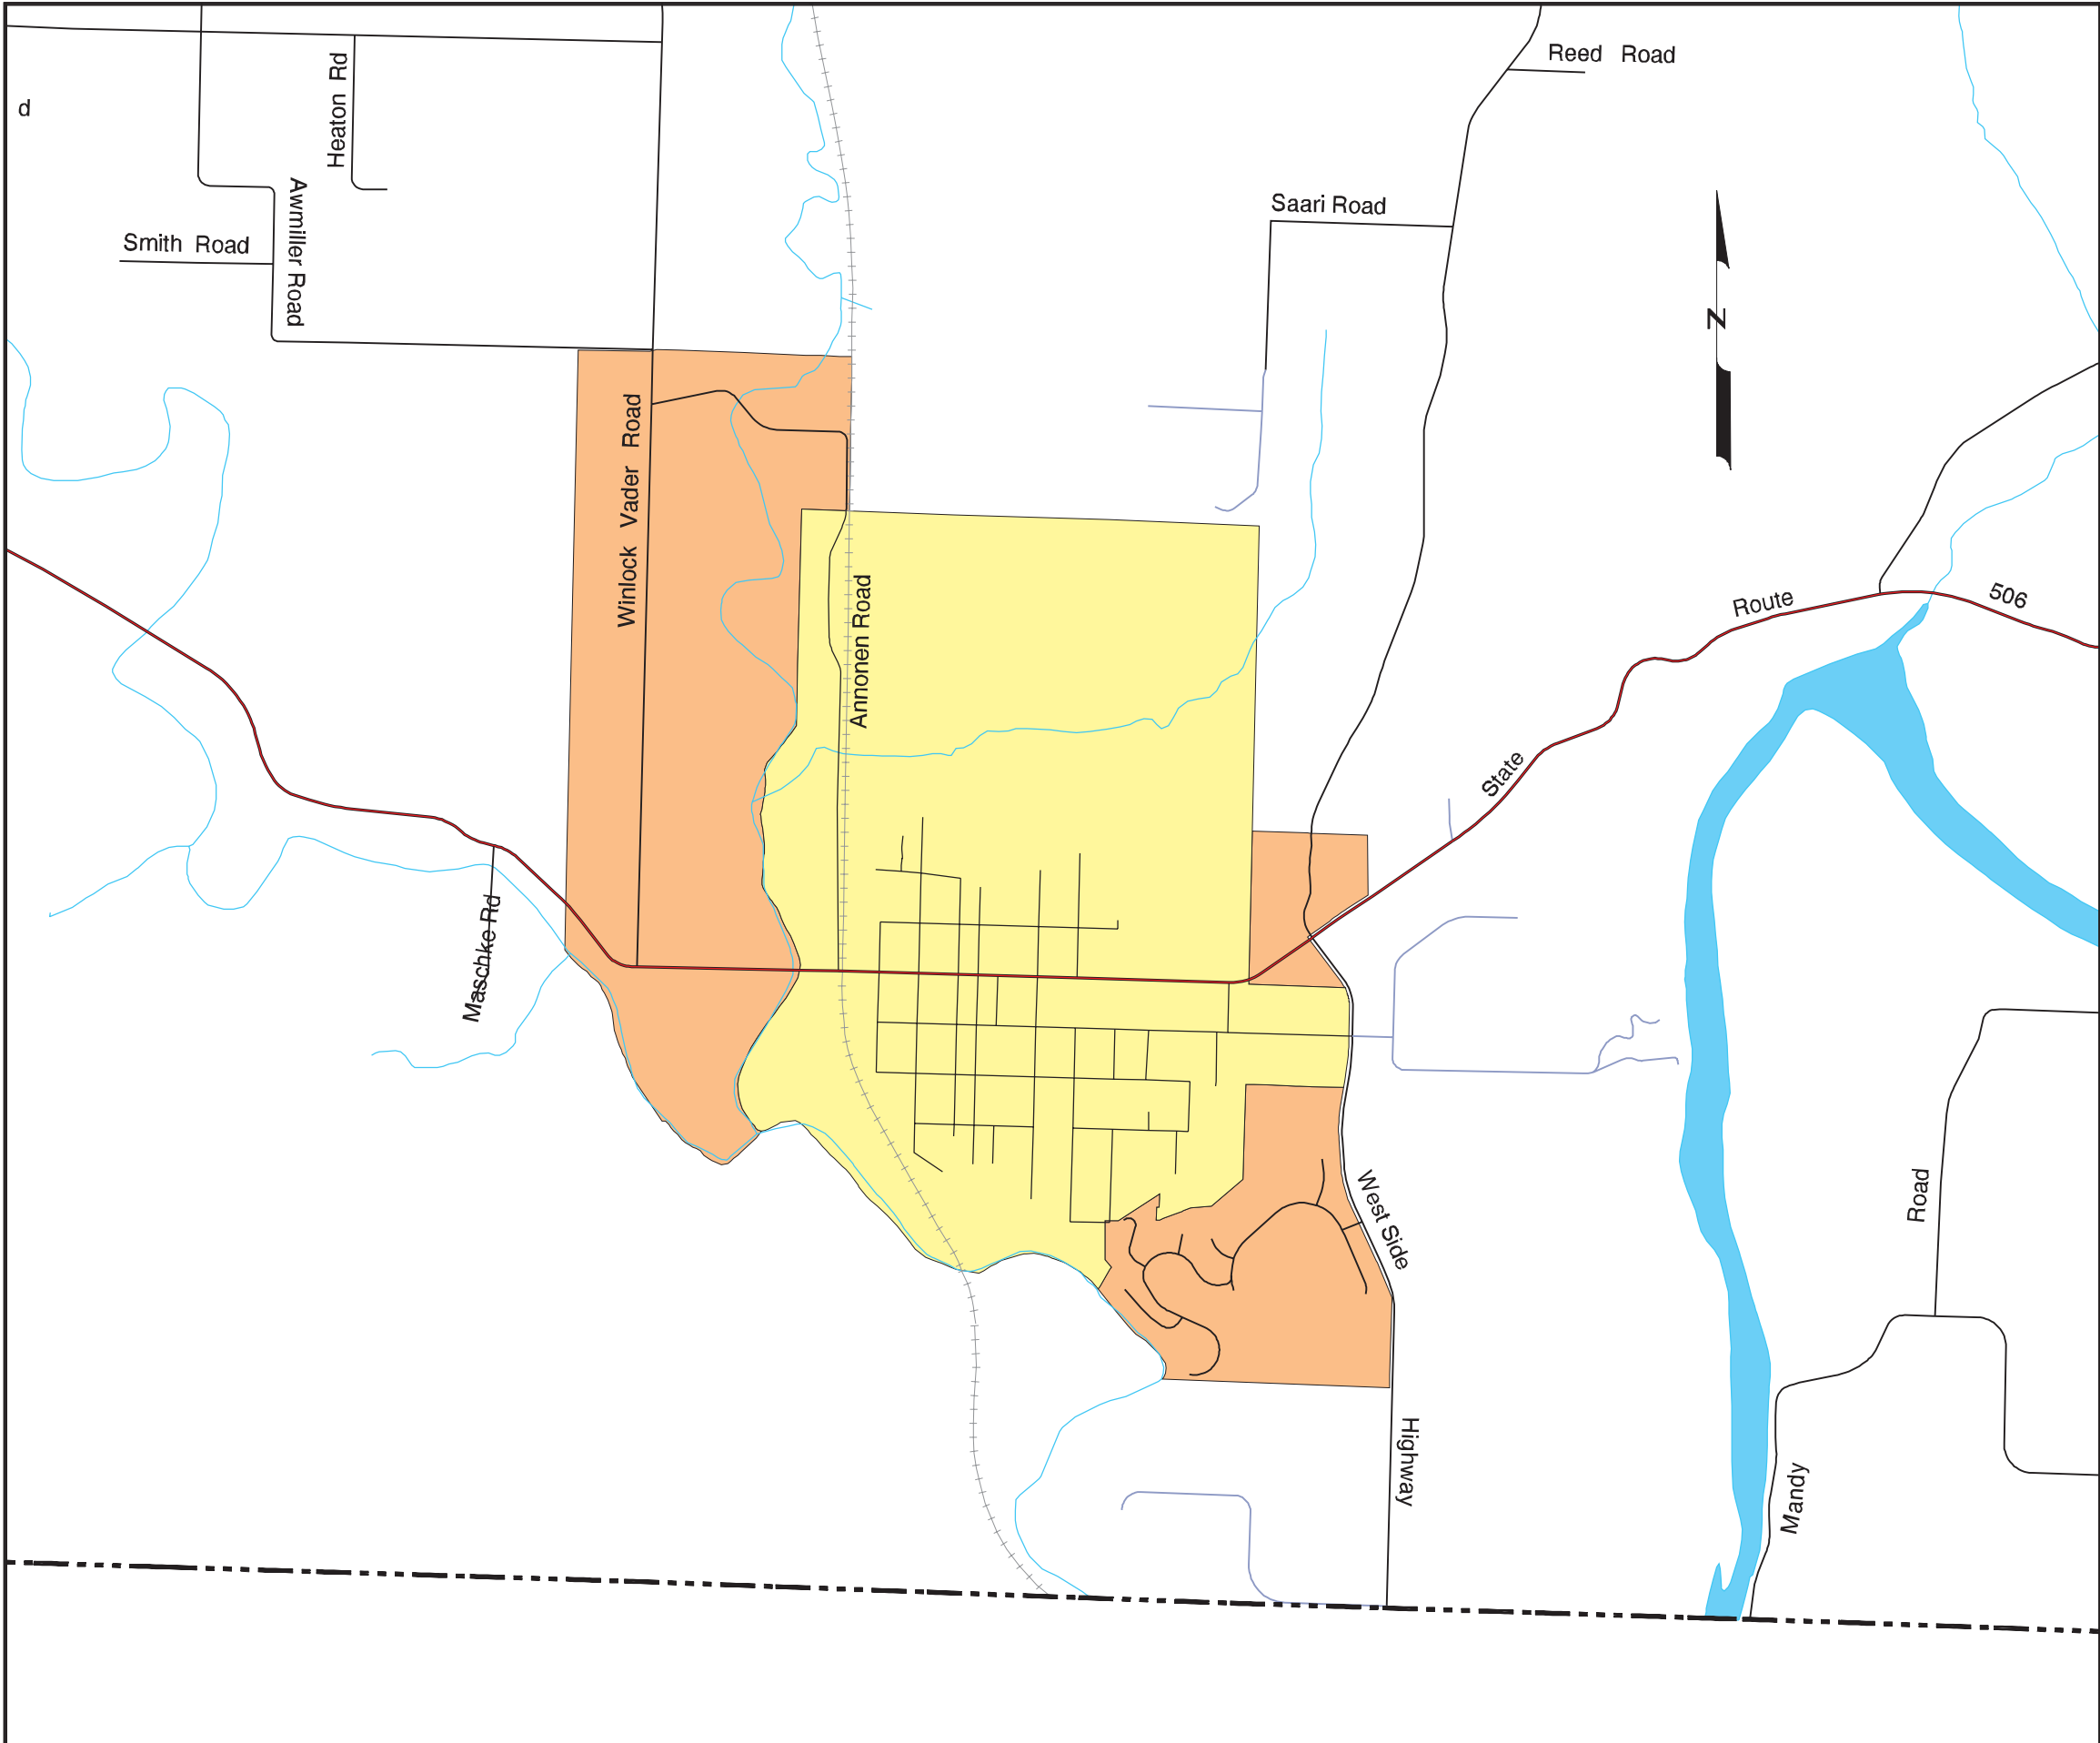 Reed Road
Heaton Rd
d
Awmiller Road
Saari Road
Smith Road
N
Winlock Vader Road
Annonen Road
State Route 506
Maschke Rd
West Side Highway
Road
Mandy